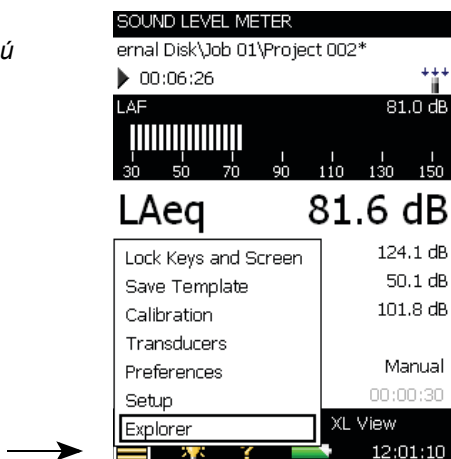 ú
SOUND LEVEL METER
ernal Disk\Job 01\Project 002*
00:06:26
LAF 81.0 dB
30 50 70 90 110 130 150
LAeq 81.6 dB
Lock Keys and Screen 124.1 dB
Save Template 50.1 dB
Calibration 101.8 dB
Transducers
Preferences Manual
Setup 00:00:30
Explorer XL View
? 12:01:10